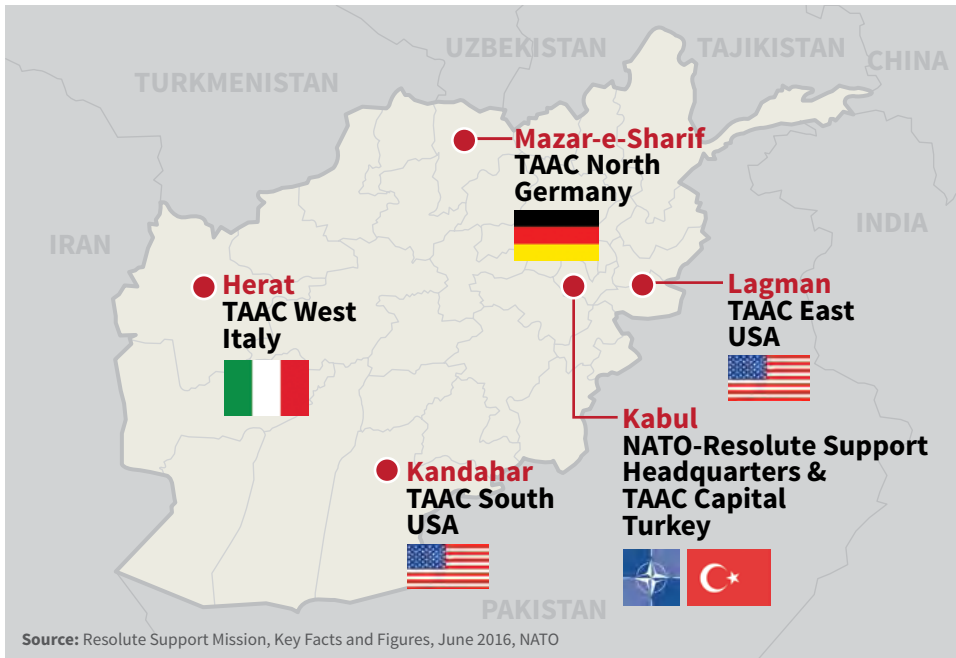 UZBEKISTAN
TAJIKISTAN
CHINA
TURKMENISTAN
Mazar-e-Sharif
TAAC North
Germany
INDIA
IRAN
Herat
TAAC West
Italy
Lagman
TAAC East
USA
Kabul
NATO-Resolute Support
Headquarters &
TAAC Capital
Turkey
Kandahar
TAAC South
USA
PAKISTAN
Source: Resolute Support Mission, Key Facts and Figures, June 2016, NATO